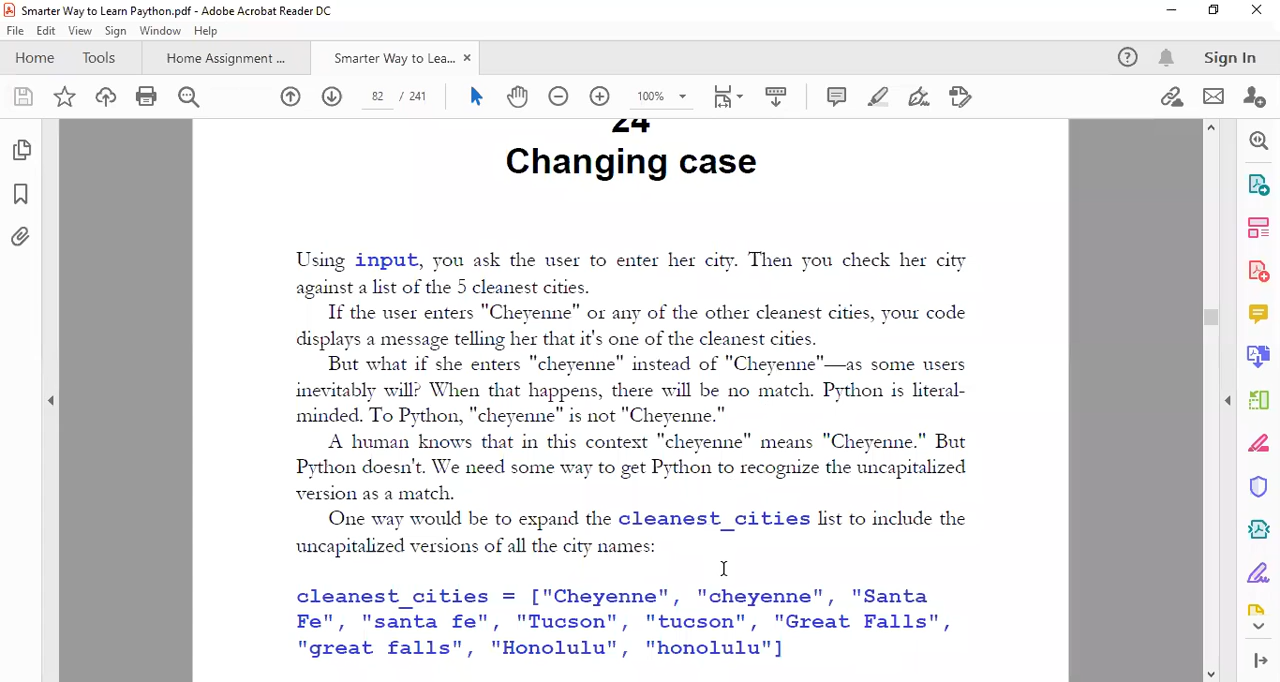 Smarter Way to Learn Paython.pdf - Adobe Acrobat Reader DC
File Edit View Sign Window Help
Home Tools Home Assignment ... Smarter Way to Lea... × Sign In
82 / 241 100%
24
Changing case
Using input, you ask the user to enter her city. Then you check her city
against a list of the 5 cleanest cities.
If the user enters "Cheyenne" or any of the other cleanest cities, your code
displays a message telling her that it's one of the cleanest cities.
But what if she enters "cheyenne" instead of "Cheyenne"—as some users
inevitably will? When that happens, there will be no match. Python is literal-
minded. To Python, "cheyenne" is not "Cheyenne."
A human knows that in this context "cheyenne" means "Cheyenne." But
Python doesn't. We need some way to get Python to recognize the uncapitalized
version as a match.
One way would be to expand the cleanest_cities list to include the
uncapitalized versions of all the city names:
cleanest_cities = ["Cheyenne", "cheyenne", "Santa
Fe", "santa fe", "Tucson", "tucson", "Great Falls",
"great falls", "Honolulu", "honolulu"]